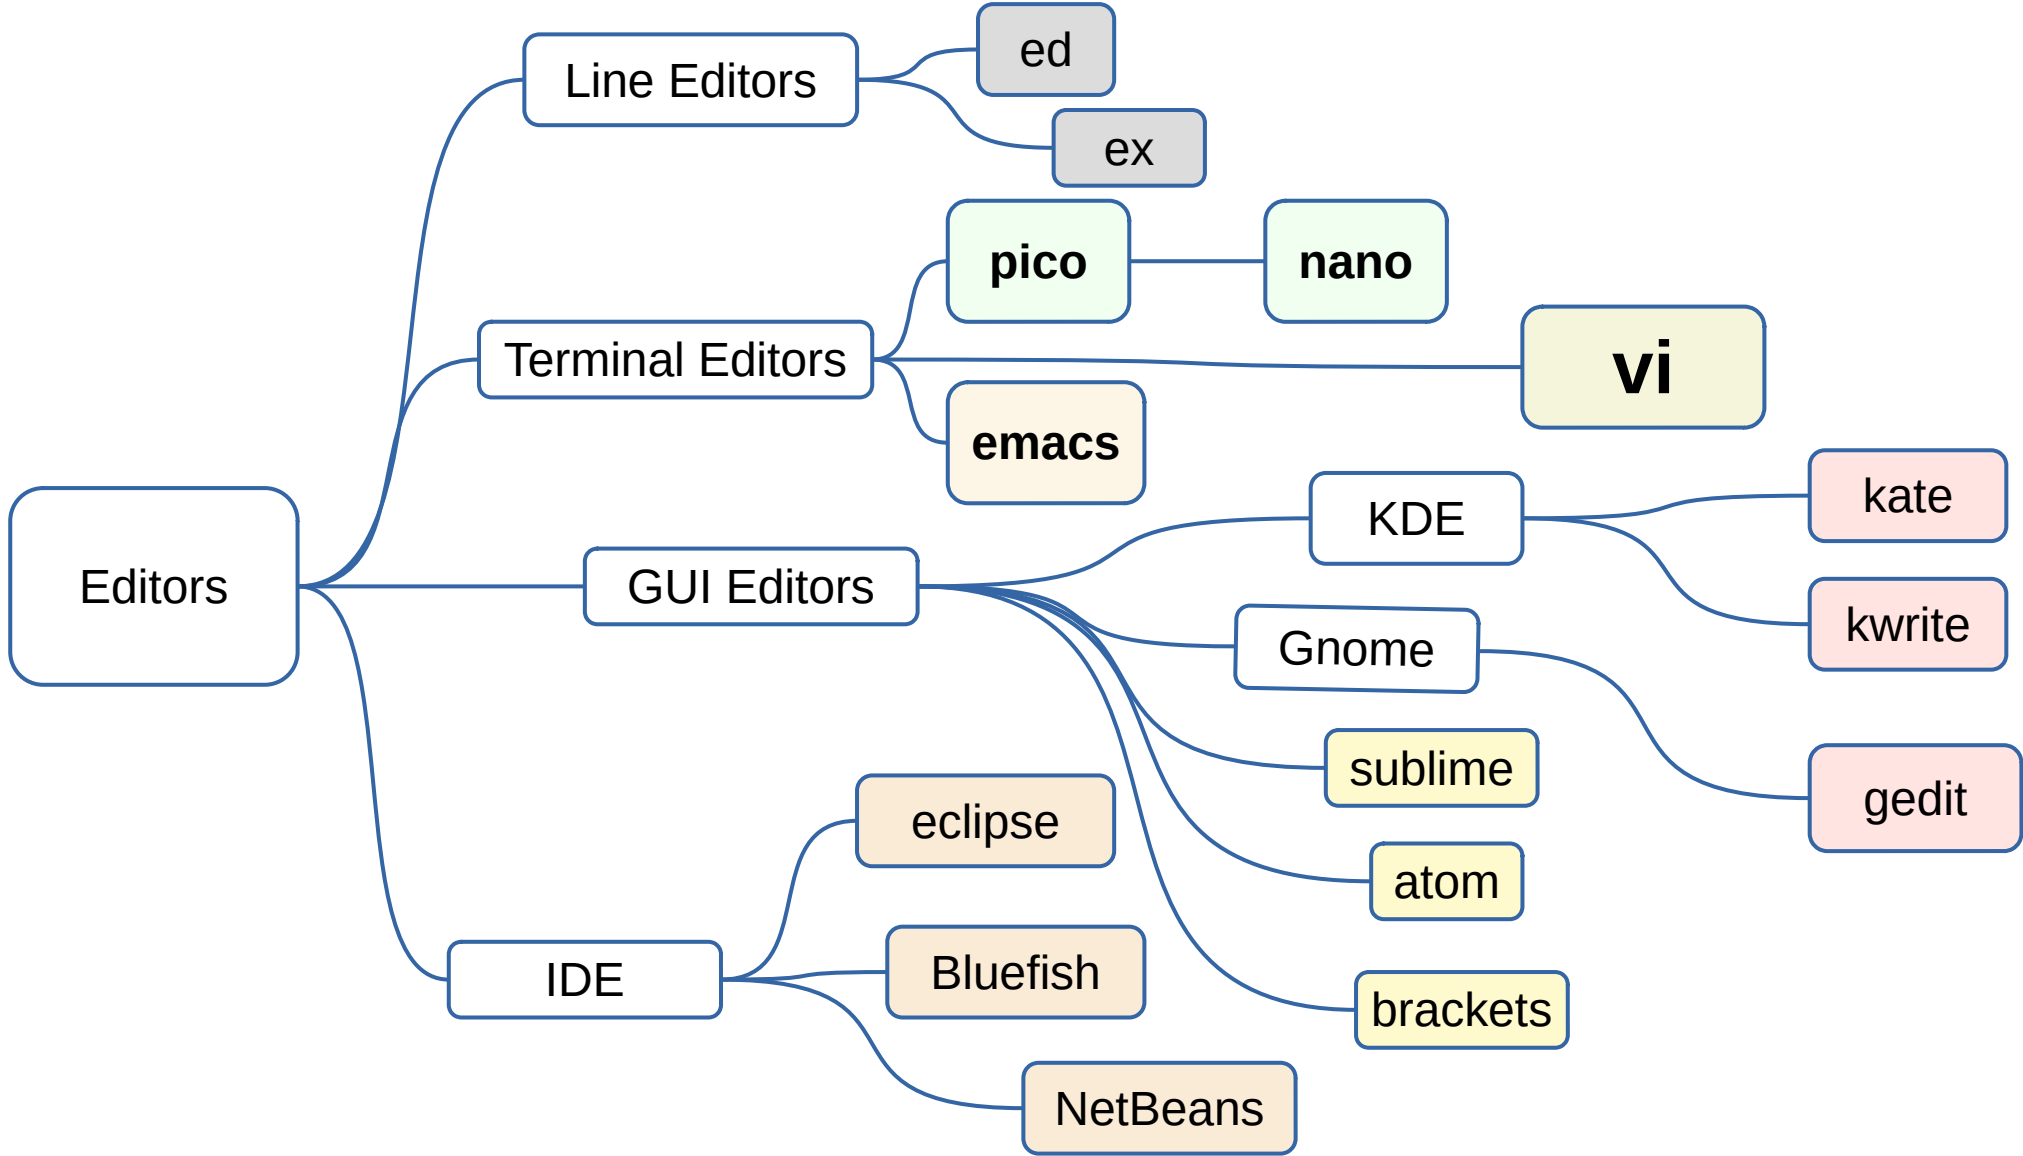 Editors
Line Editors
ed
ex
Terminal Editors
pico
nano
vi
emacs
GUI Editors
KDE
kate
kwrite
Gnome
gedit
sublime
atom
brackets
IDE
eclipse
Bluefish
NetBeans